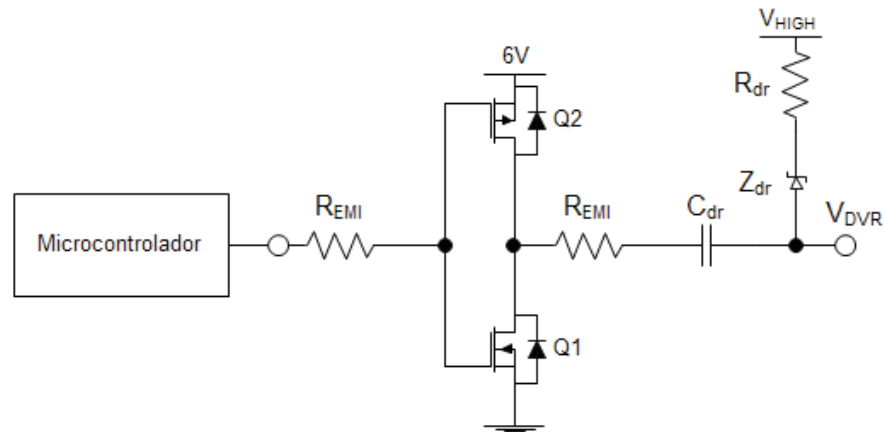 V_HIGH
6V
R_dr
Q2
Z_dr
R_EMI
R_EMI
C_dr
V_DVR
Microcontrolador
Q1